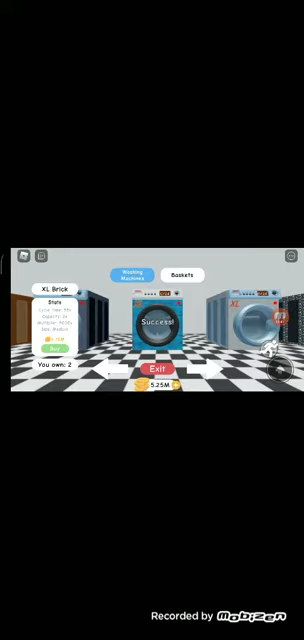 Washing
Machines
Baskets
XL Brick
Stats
Success!
XL
Buy
You own: 2
Exit
5.25M
Recorded by mobizen